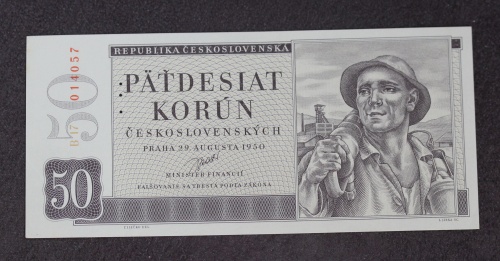 REPUBLIKA ČESKOSLOVENSKÁ
PÄŤDESIAT
KORÚN
ČESKOSLOVENSKÝCH
PRAHA 29. AUGUSTA 1950
MINISTER FINANCIÍ
FALŠOVANIE SA TRESTÁ PODĽA ZÁKONA
50
50
B 17 014057